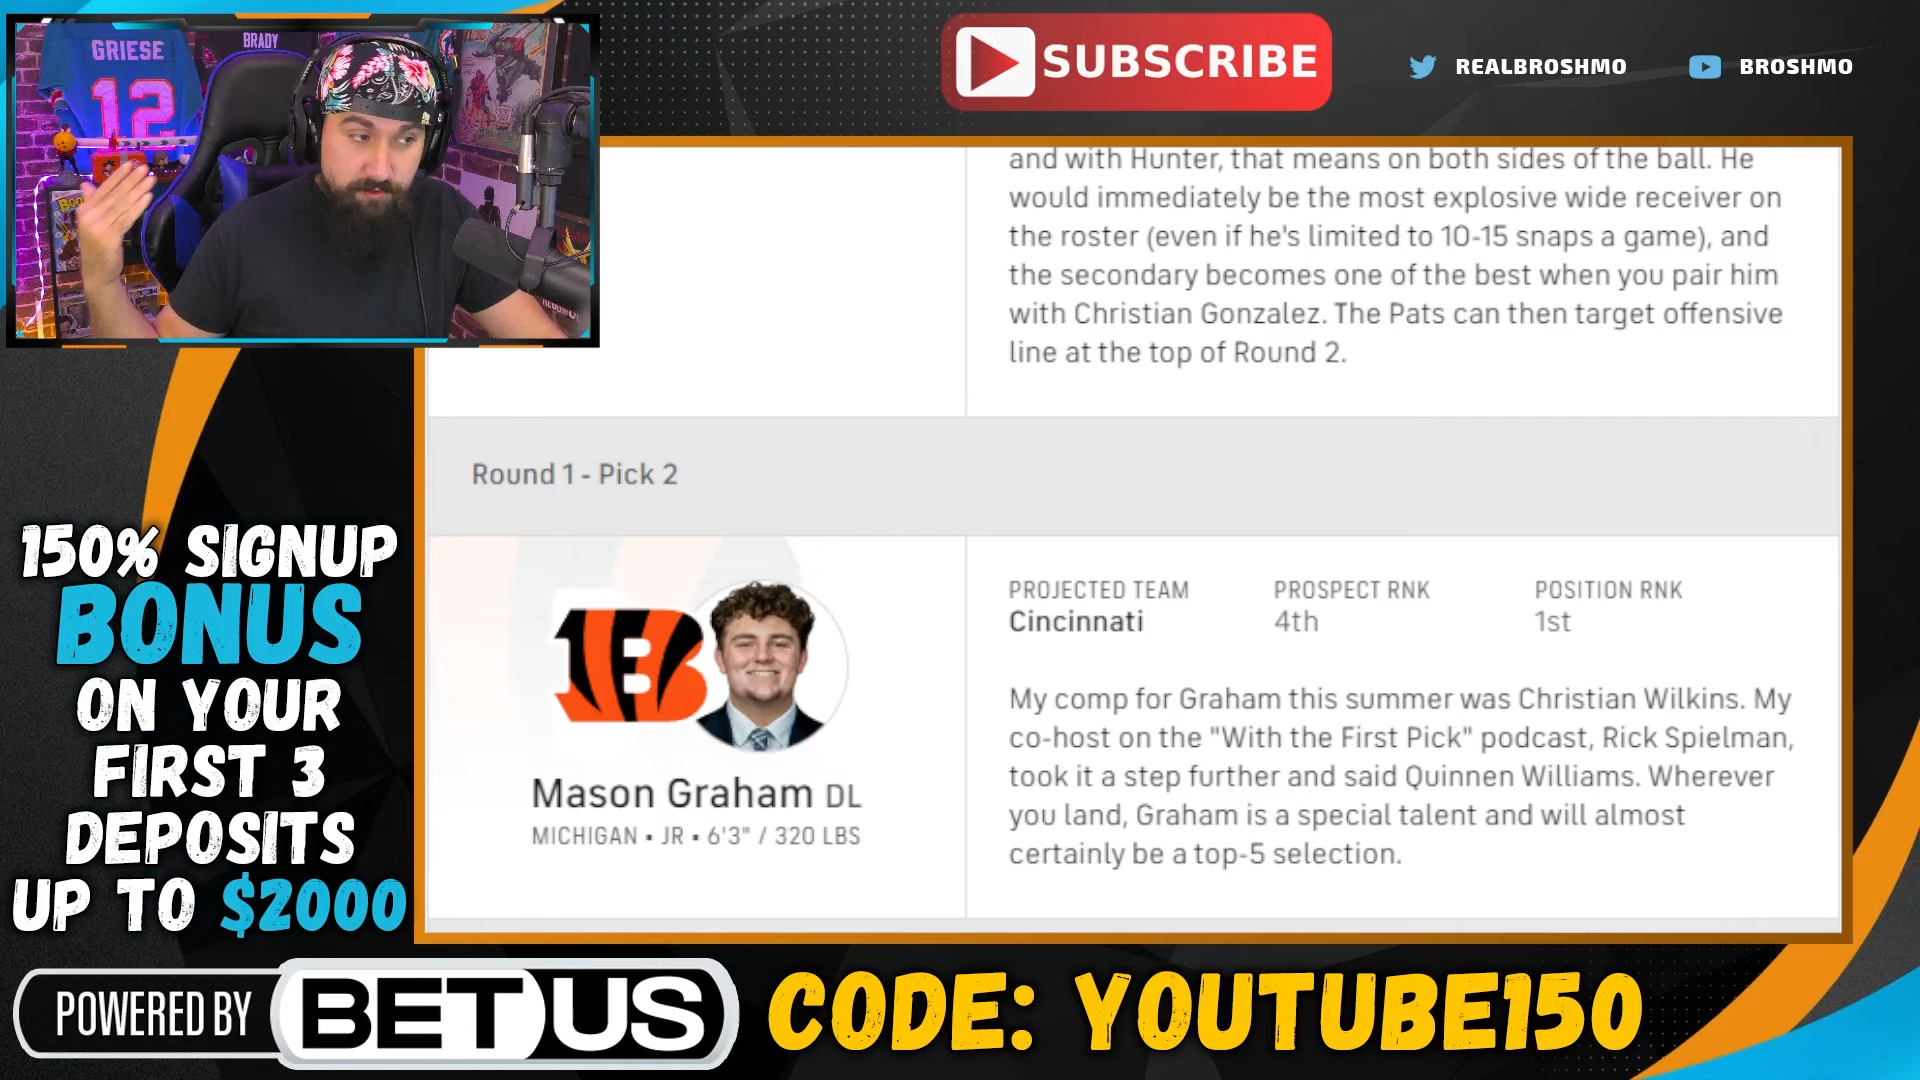 GRIESE
12
BRADY
SUBSCRIBE
REALBROSHMO
BROSHMO
and with Hunter, that means on both sides of the ball. He
would immediately be the most explosive wide receiver on
the roster (even if he's limited to 10-15 snaps a game), and
the secondary becomes one of the best when you pair him
with Christian Gonzalez. The Pats can then target offensive
line at the top of Round 2.
Round 1 - Pick 2
B
Mason Graham DL
MICHIGAN • JR • 6'3" / 320 LBS
PROJECTED TEAM
Cincinnati
PROSPECT RNK
4th
POSITION RNK
1st
My comp for Graham this summer was Christian Wilkins. My
co-host on the "With the First Pick" podcast, Rick Spielman,
took it a step further and said Quinnen Williams. Wherever
you land, Graham is a special talent and will almost
certainly be a top-5 selection.
150% SIGNUP
BONUS
ON YOUR
FIRST 3
DEPOSITS
UP TO $2000
POWERED BY
BETUS
CODE: YOUTUBE150